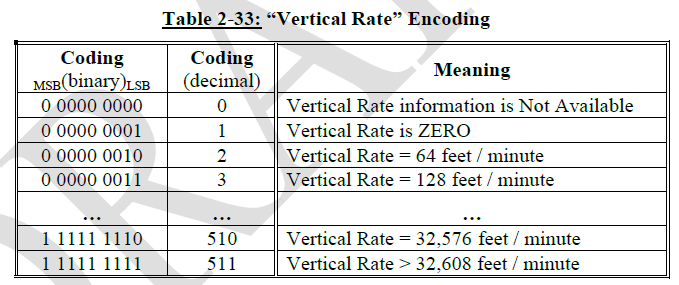 Table 2-33: “Vertical Rate” Encoding
Coding Coding Meaning
MSB(binary)LSB (decimal)
0 0000 0000 0 Vertical Rate information is Not Available
0 0000 0001 1 Vertical Rate is ZERO
0 0000 0010 2 Vertical Rate = 64 feet / minute
0 0000 0011 3 Vertical Rate = 128 feet / minute
... ... ...
1 1111 1110 510 Vertical Rate = 32,576 feet / minute
1 1111 1111 511 Vertical Rate > 32,608 feet / minute